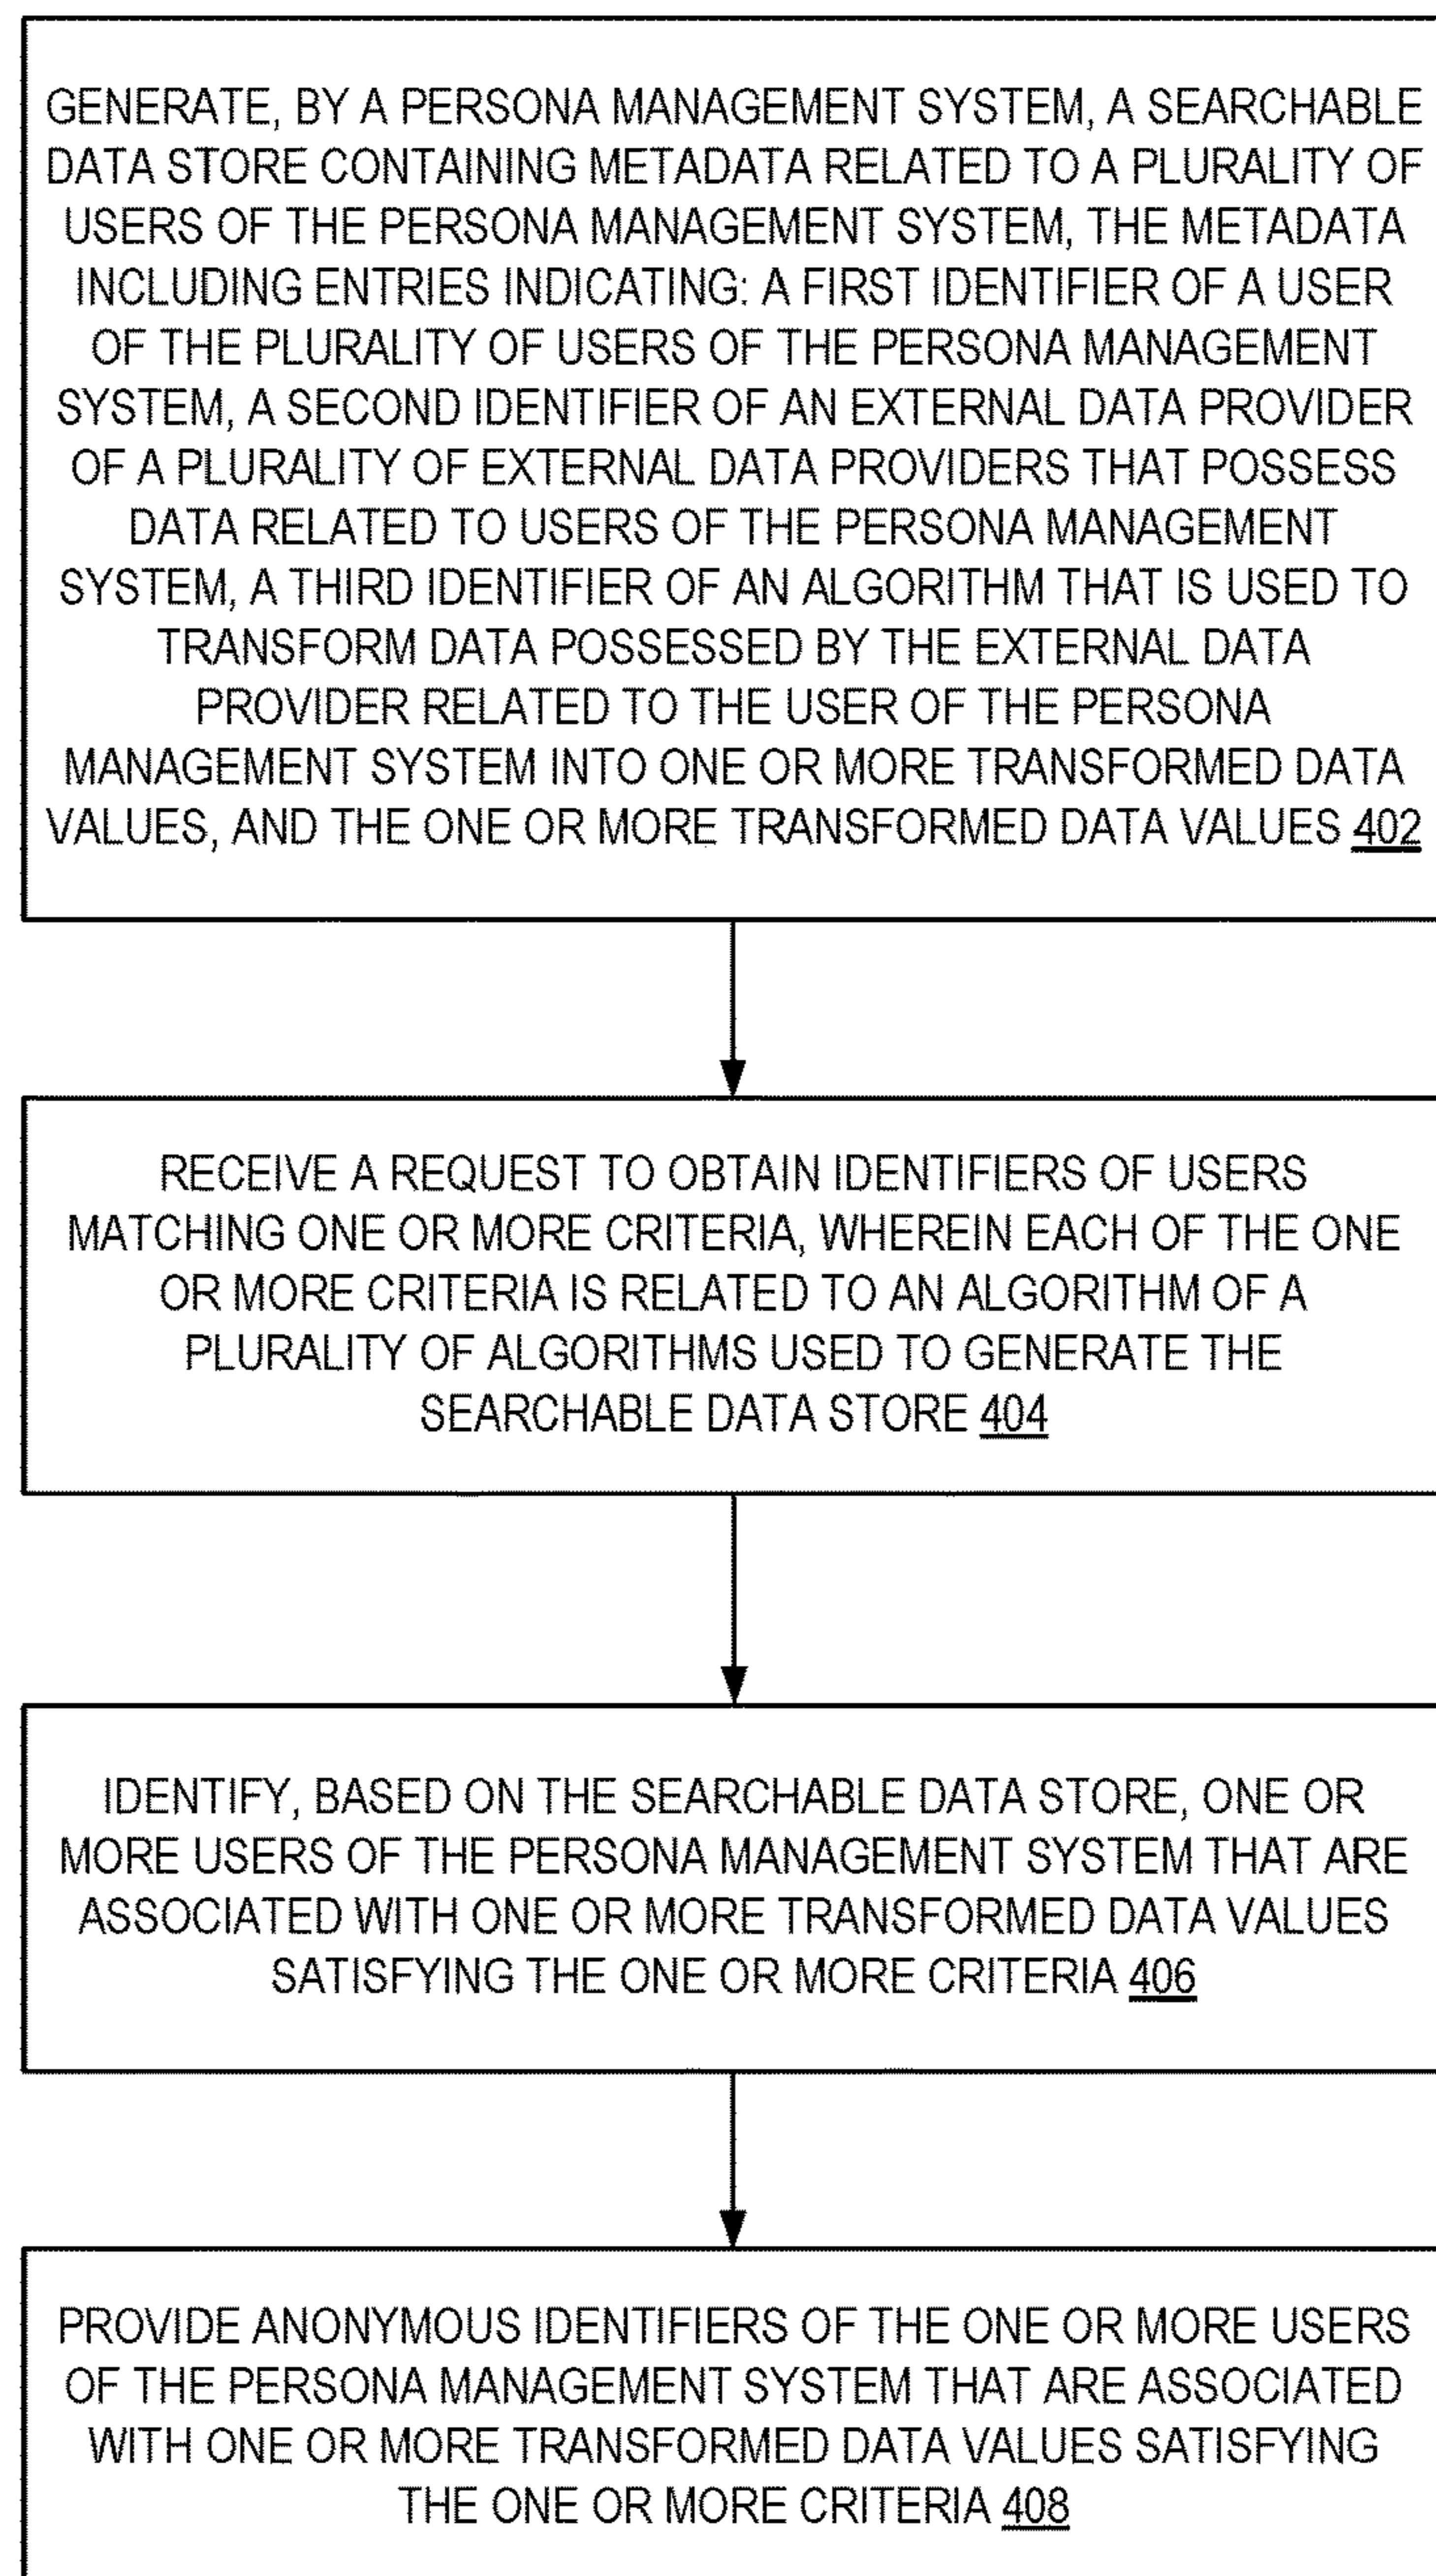 GENERATE, BY A PERSONA MANAGEMENT SYSTEM, A SEARCHABLE
DATA STORE CONTAINING METADATA RELATED TO A PLURALITY OF
USERS OF THE PERSONA MANAGEMENT SYSTEM, THE METADATA
INCLUDING ENTRIES INDICATING: A FIRST IDENTIFIER OF A USER
OF THE PLURALITY OF USERS OF THE PERSONA MANAGEMENT
SYSTEM, A SECOND IDENTIFIER OF AN EXTERNAL DATA PROVIDER
OF A PLURALITY OF EXTERNAL DATA PROVIDERS THAT POSSESS
DATA RELATED TO USERS OF THE PERSONA MANAGEMENT
SYSTEM, A THIRD IDENTIFIER OF AN ALGORITHM THAT IS USED TO
TRANSFORM DATA POSSESSED BY THE EXTERNAL DATA
PROVIDER RELATED TO THE USER OF THE PERSONA
MANAGEMENT SYSTEM INTO ONE OR MORE TRANSFORMED DATA
VALUES, AND THE ONE OR MORE TRANSFORMED DATA VALUES 402
RECEIVE A REQUEST TO OBTAIN IDENTIFIERS OF USERS
MATCHING ONE OR MORE CRITERIA, WHEREIN EACH OF THE ONE
OR MORE CRITERIA IS RELATED TO AN ALGORITHM OF A
PLURALITY OF ALGORITHMS USED TO GENERATE THE
SEARCHABLE DATA STORE 404
IDENTIFY, BASED ON THE SEARCHABLE DATA STORE, ONE OR
MORE USERS OF THE PERSONA MANAGEMENT SYSTEM THAT ARE
ASSOCIATED WITH ONE OR MORE TRANSFORMED DATA VALUES
SATISFYING THE ONE OR MORE CRITERIA 406
PROVIDE ANONYMOUS IDENTIFIERS OF THE ONE OR MORE USERS
OF THE PERSONA MANAGEMENT SYSTEM THAT ARE ASSOCIATED
WITH ONE OR MORE TRANSFORMED DATA VALUES SATISFYING
THE ONE OR MORE CRITERIA 408